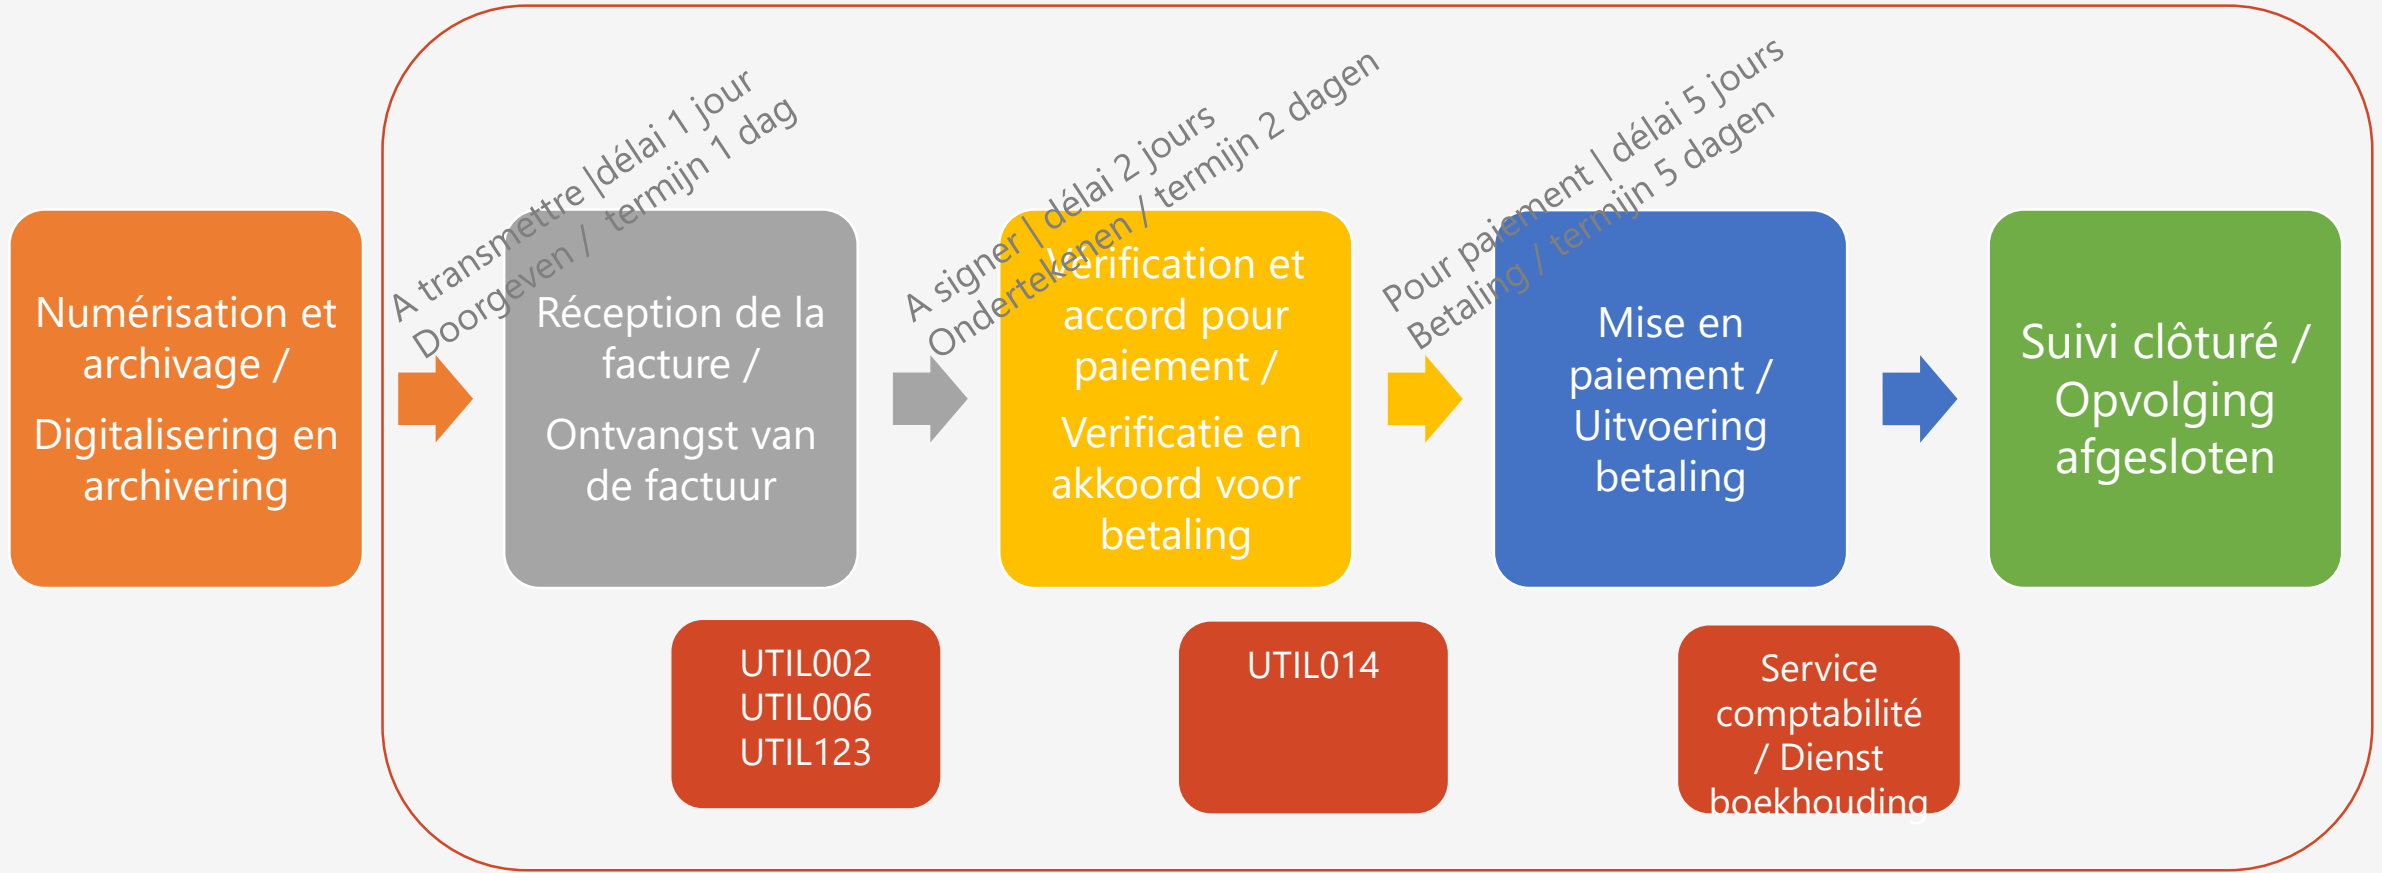 Numérisation et
archivage /
Digitalisering en
archivering
A transmettre |délai 1 jour
Doorgeven / termijn 1 dag
Réception de la
facture /
Ontvangst van
de factuur
UTIL002
UTIL006
UTIL123
A signer | délai 2 jours
Ondertekenen / termijn 2 dagen
Vérification et
accord pour
paiement /
Verificatie en
akkoord voor
betaling
UTIL014
Pour paiement | délai 5 jours
Betaling / termijn 5 dagen
Mise en
paiement /
Uitvoering
betaling
Service
comptabilité
/ Dienst
boekhouding
Suivi clôturé /
Opvolging
afgesloten